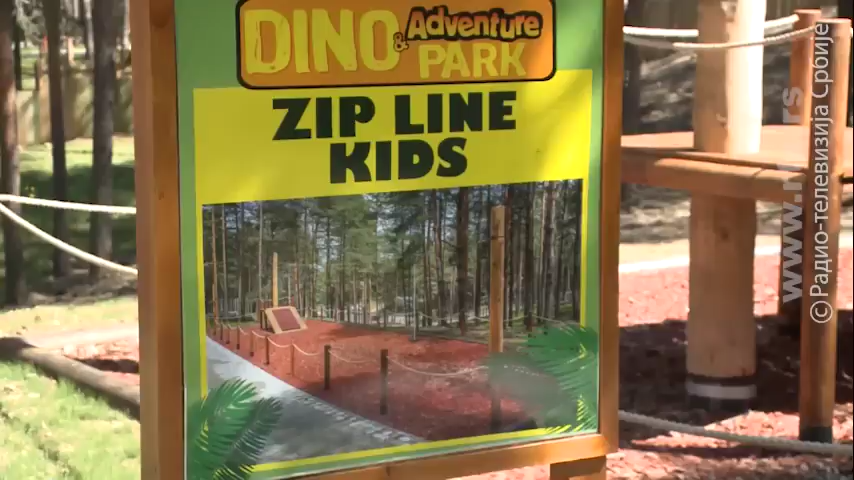 DINO & Adventure
PARK
ZIP LINE
KIDS
www.rts.rs
©Радио-телевизија Србије